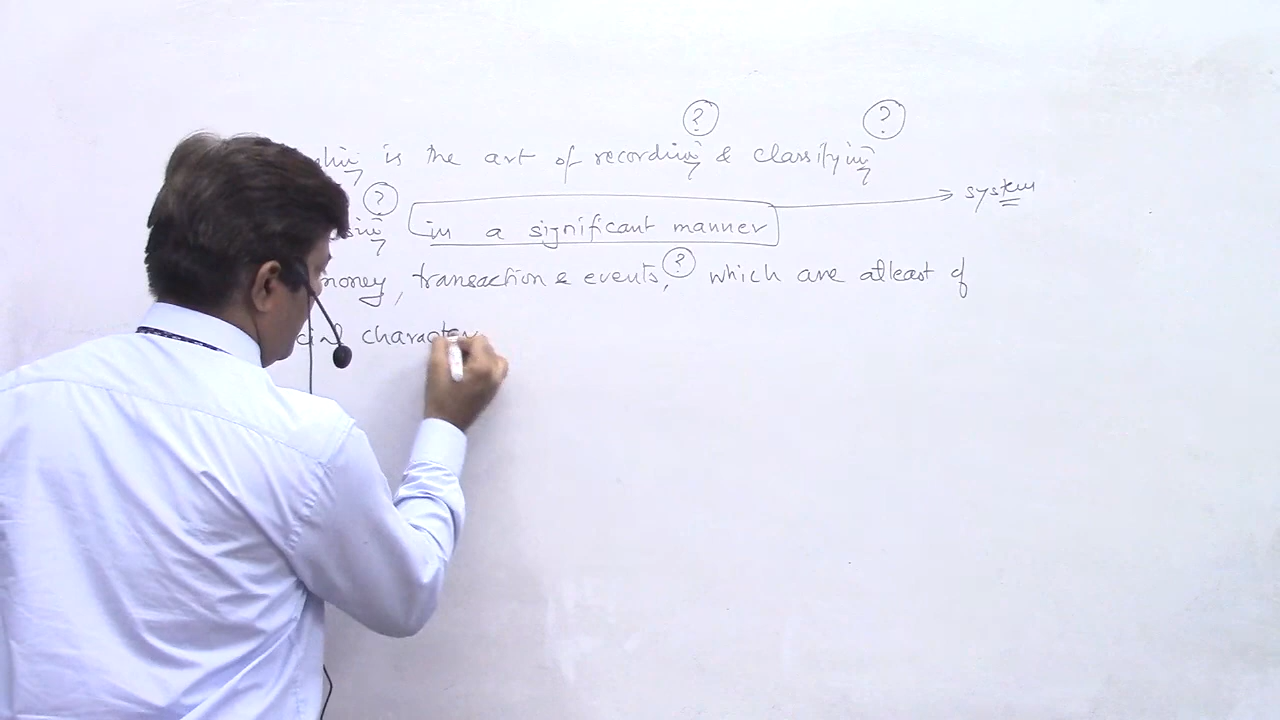 ? ?
is the art of recording & classifying
? in a significant manner → system
money, transaction & events, ? which are atleast of
character